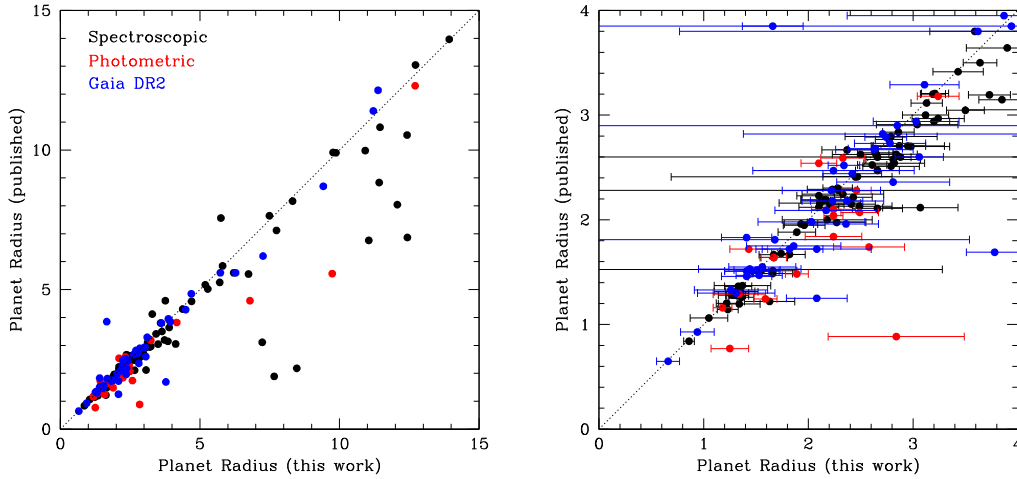 15
10
5
0
0
5
10
15
Planet Radius (published)
Planet Radius (this work)
Spectroscopic
Photometric
Gaia DR2
4
3
2
1
0
0
1
2
3
4
Planet Radius (published)
Planet Radius (this work)